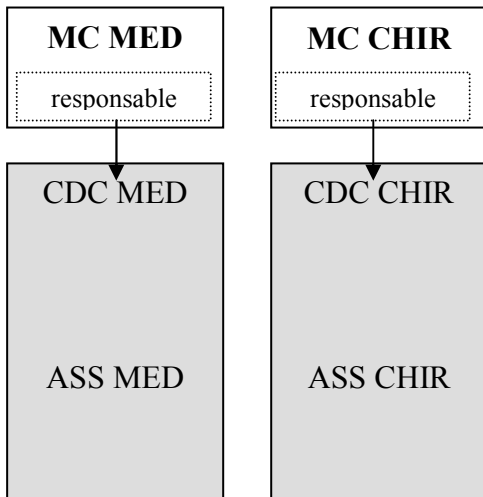 MC MED
responsable
CDC MED
ASS MED
MC CHIR
responsable
CDC CHIR
ASS CHIR